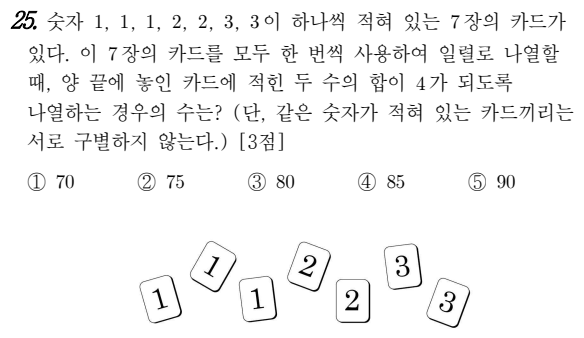 25. 숫자 1, 1, 1, 2, 2, 3, 3이 하나씩 적혀 있는 7장의 카드가
있다. 이 7장의 카드를 모두 한 번씩 사용하여 일렬로 나열할
때, 양 끝에 놓인 카드에 적힌 두 수의 합이 4가 되도록
나열하는 경우의 수는? (단, 같은 숫자가 적혀 있는 카드끼리는
서로 구별하지 않는다.) [3점]
① 70 ② 75 ③ 80 ④ 85 ⑤ 90
1 1 1 2 2 3 3